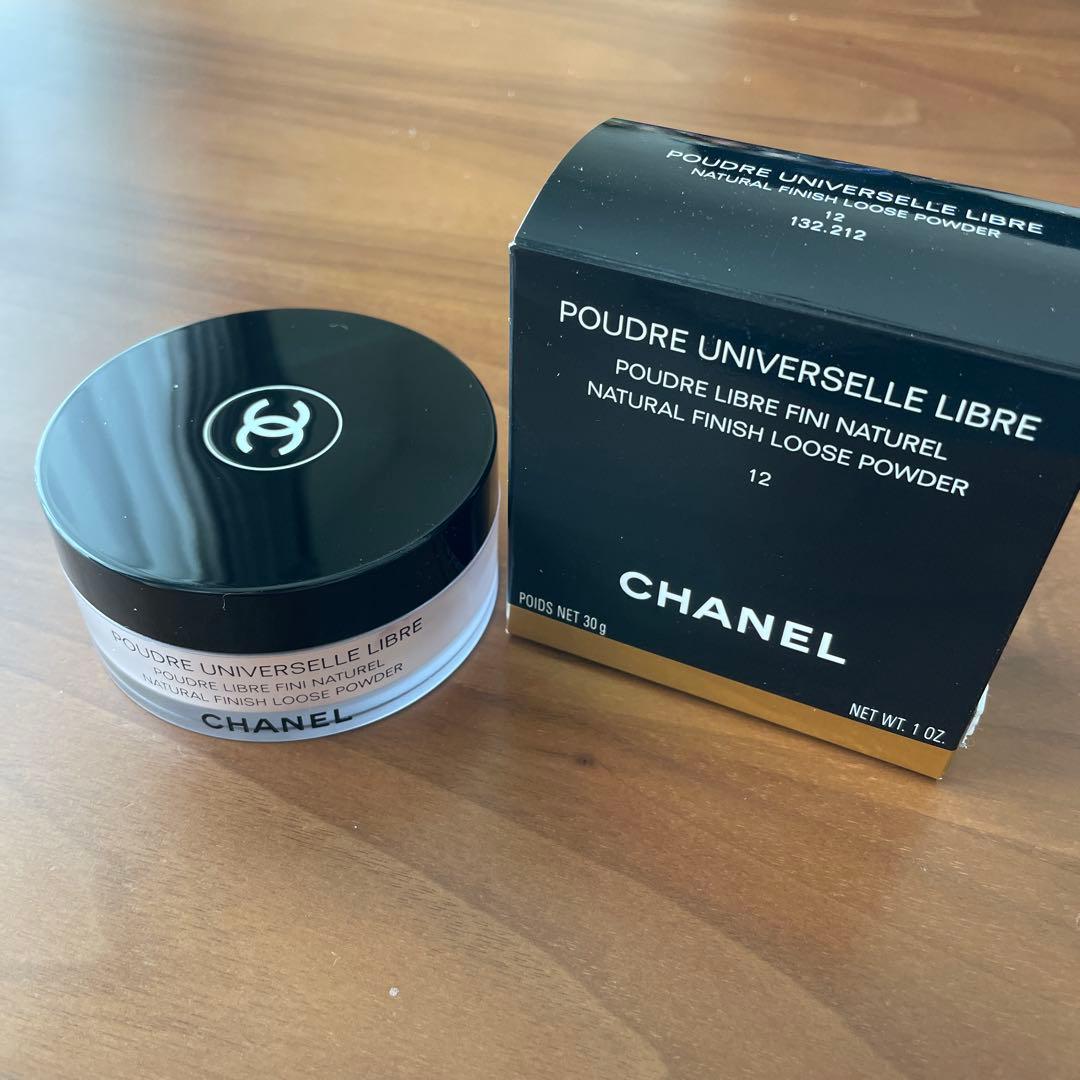 POUDRE UNIVERSELLE LIBRE
NATURAL FINISH LOOSE POWDER
12
132.212
POUDRE UNIVERSELLE LIBRE
POUDRE LIBRE FINI NATUREL
NATURAL FINISH LOOSE POWDER
12
CHANEL
POIDS NET 30 g
NET WT. 1 OZ.
POUDRE UNIVERSELLE LIBRE
POUDRE LIBRE FINI NATUREL
NATURAL FINISH LOOSE POWDER
CHANEL